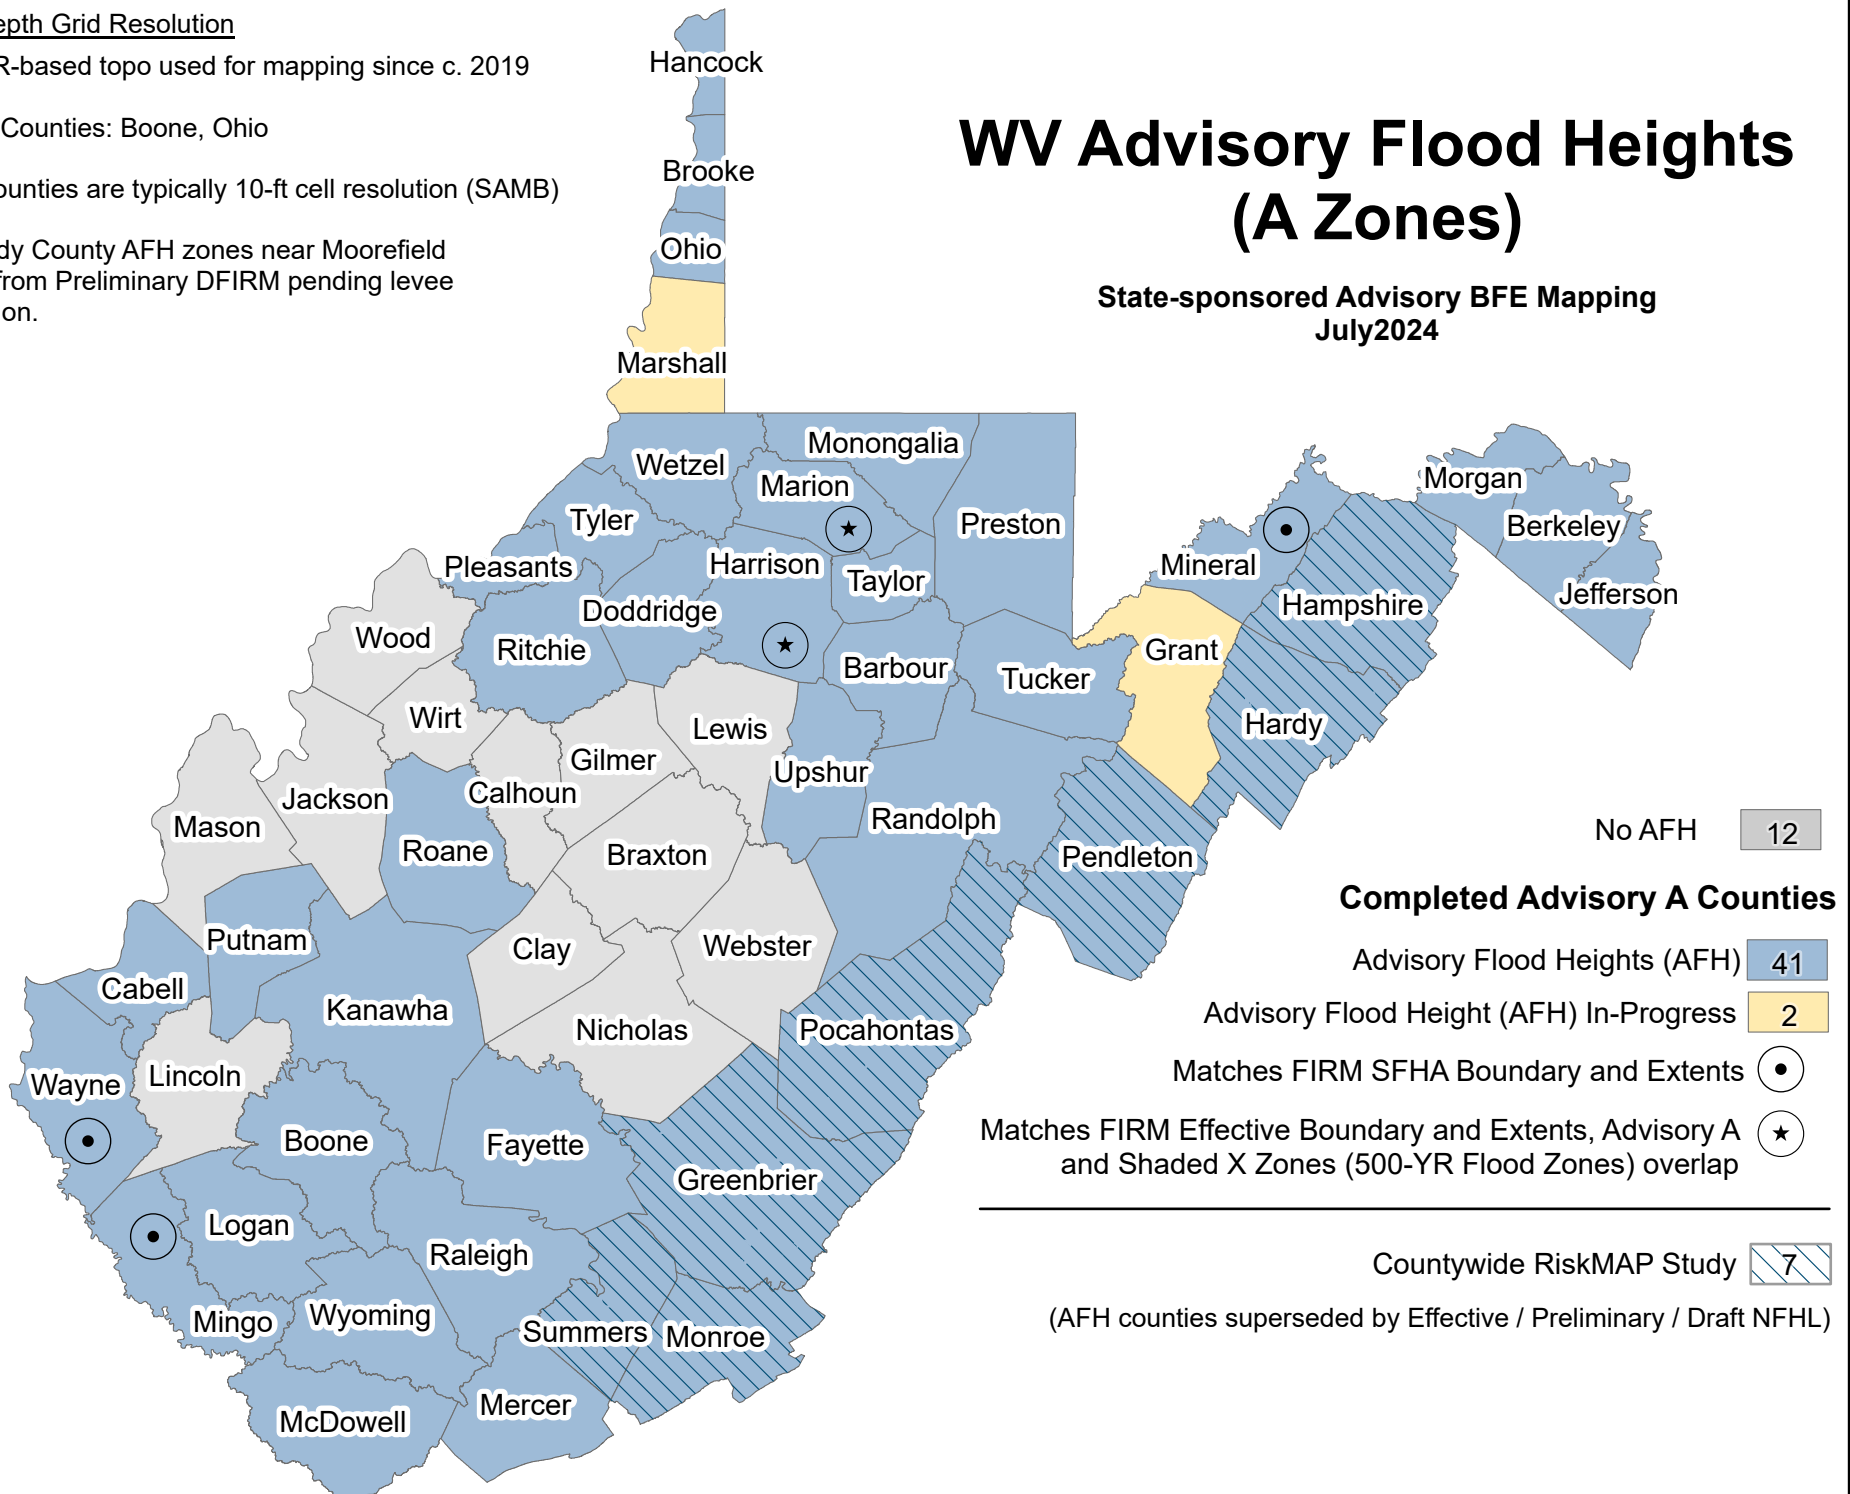 epth Grid Resolution
R-based topo used for mapping since c. 2019
Counties: Boone, Ohio
ounties are typically 10-ft cell resolution (SAMB)
dy County AFH zones near Moorefield
from Preliminary DFIRM pending levee
on.
WV Advisory Flood Heights
(A Zones)
State-sponsored Advisory BFE Mapping
July2024
Hancock
Brooke
Ohio
Marshall
Wetzel
Monongalia
Marion
Tyler
Preston
Pleasants
Harrison
Taylor
Doddridge
Ritchie
Wood
Barbour
Tucker
Mineral
Morgan
Berkeley
Jefferson
Hampshire
Grant
Hardy
Wirt
Lewis
Gilmer
Upshur
Calhoun
Jackson
Mason
Roane
Braxton
Randolph
Pendleton
Putnam
Clay
Webster
Cabell
Kanawha
Nicholas
Pocahontas
Wayne
Lincoln
Boone
Fayette
Greenbrier
Logan
Raleigh
Mingo
Wyoming
Summers
Monroe
McDowell
Mercer
No AFH 12
Completed Advisory A Counties
Advisory Flood Heights (AFH) 41
Advisory Flood Height (AFH) In-Progress 2
Matches FIRM SFHA Boundary and Extents
Matches FIRM Effective Boundary and Extents, Advisory A
and Shaded X Zones (500-YR Flood Zones) overlap
Countywide RiskMAP Study 7
(AFH counties superseded by Effective / Preliminary / Draft NFHL)